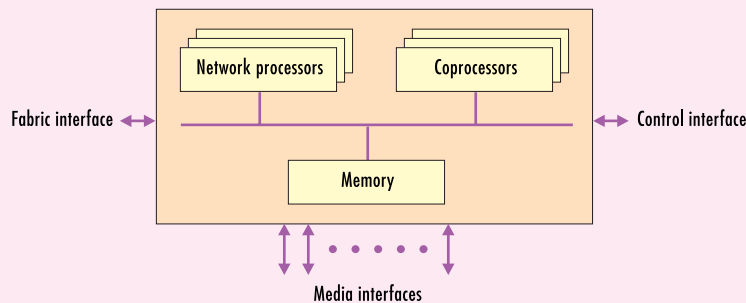 Network processors
Coprocessors
Fabric interface
Control interface
Memory
Media interfaces